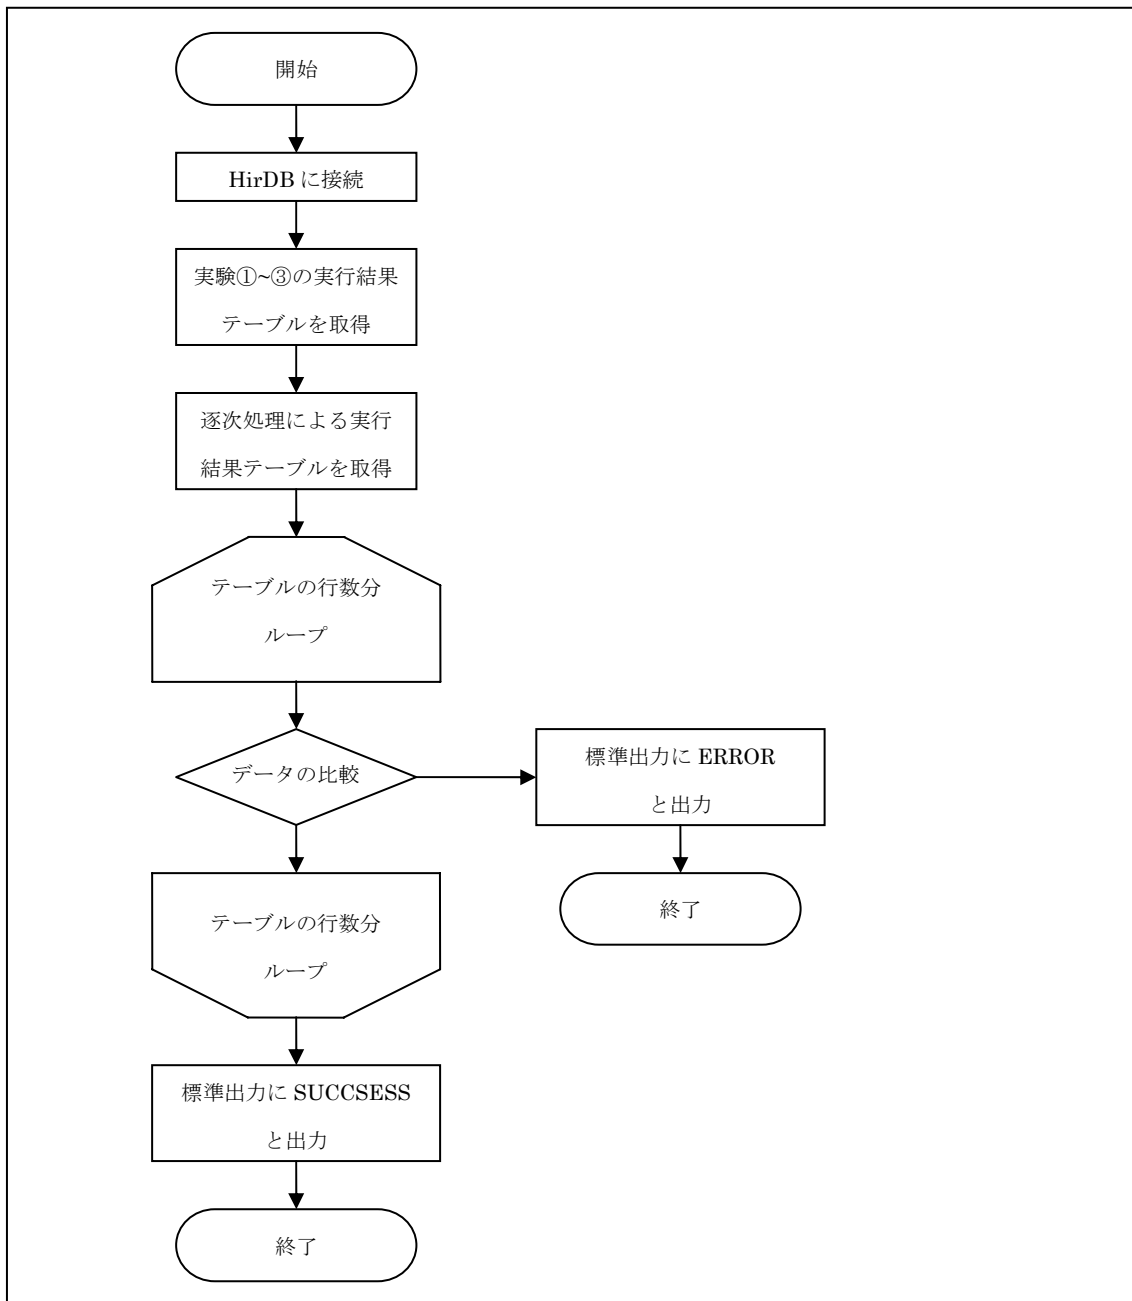 開始
HirDB に接続
実験①~③の実行結果
テーブルを取得
逐次処理による実行
結果テーブルを取得
テーブルの行数分
ループ
データの比較
標準出力に ERROR
と出力
終了
テーブルの行数分
ループ
標準出力に SUCCSESS
と出力
終了